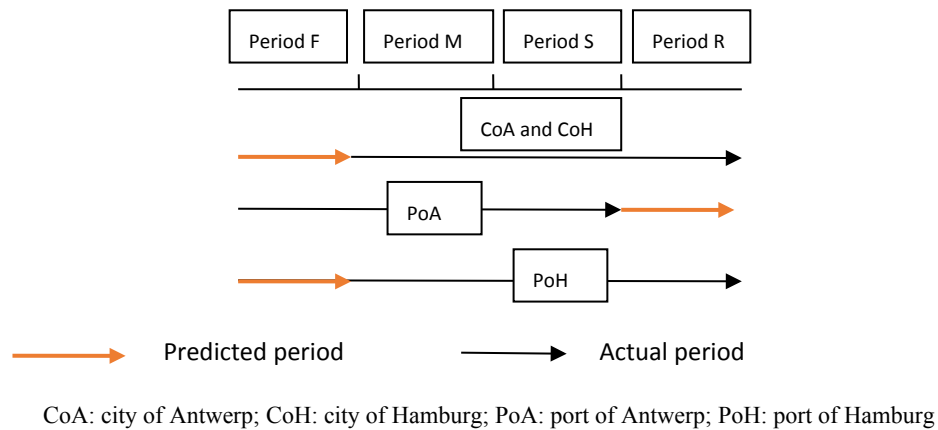 Period F
Period M
Period S
Period R
CoA and CoH
PoA
PoH
Predicted period
Actual period
CoA: city of Antwerp; CoH: city of Hamburg; PoA: port of Antwerp; PoH: port of Hamburg